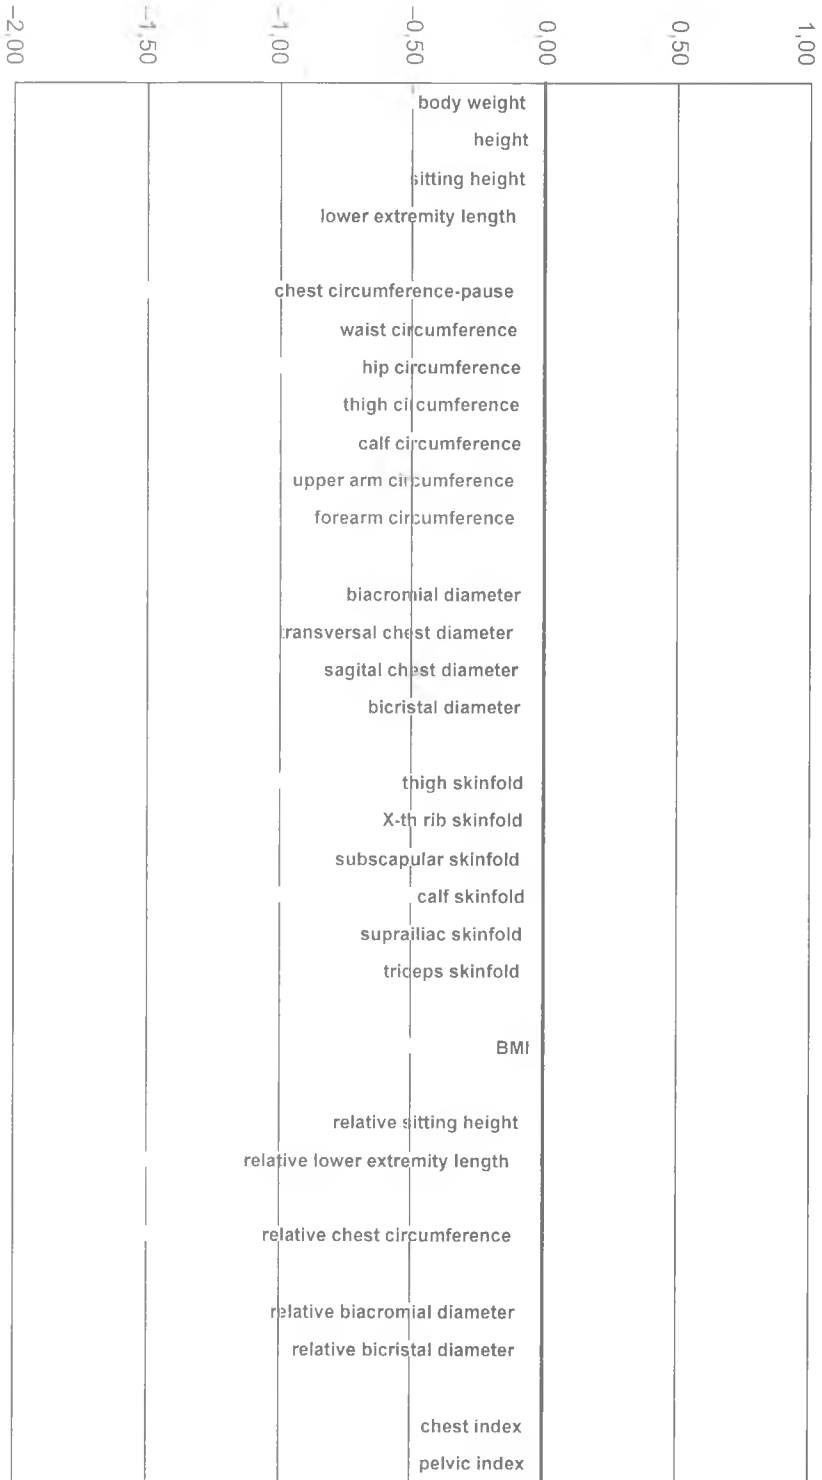 -2,00
-1,50
-1,00
-0,50
0,00
0,50
1,00
body weight
height
sitting height
lower extremity length
chest circumference-pause
waist circumference
hip circumference
thigh circumference
calf circumference
upper arm circumference
forearm circumference
biacromial diameter
transversal chest diameter
sagital chest diameter
bicristal diameter
thigh skinfold
X-th rib skinfold
subscapular skinfold
calf skinfold
suprailiac skinfold
triceps skinfold
BMI
relative sitting height
relative lower extremity length
relative chest circumference
relative biacromial diameter
relative bicristal diameter
chest index
pelvic index